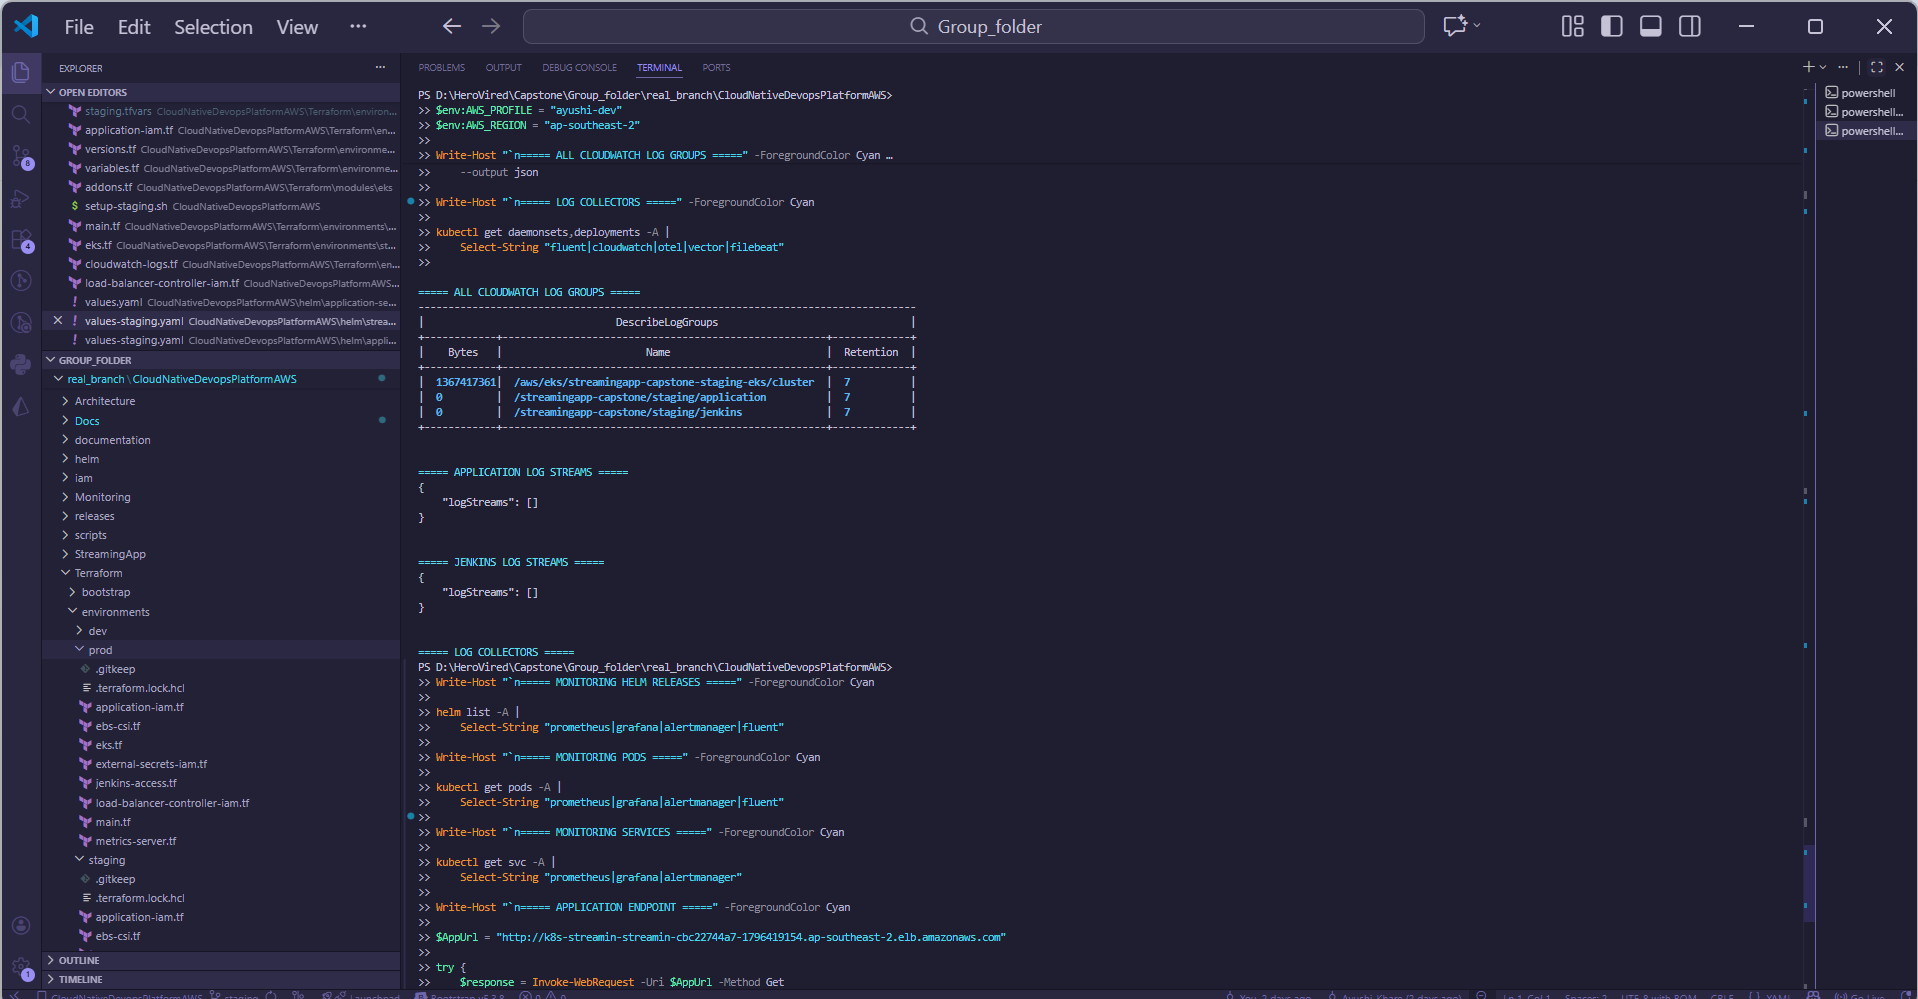 File Edit Selection View ··· Group_folder
EXPLORER ···
OPEN EDITORS
staging.tfvars CloudNativeDevopsPlatformAWS\Terraform\environ...
application-iam.tf CloudNativeDevopsPlatformAWS\Terraform\en...
versions.tf CloudNativeDevopsPlatformAWS\Terraform\environme...
variables.tf CloudNativeDevopsPlatformAWS\Terraform\environme...
addons.tf CloudNativeDevopsPlatformAWS\Terraform\modules\eks
$ setup-staging.sh CloudNativeDevopsPlatformAWS
main.tf CloudNativeDevopsPlatformAWS\Terraform\environments\...
eks.tf CloudNativeDevopsPlatformAWS\Terraform\environments\st...
cloudwatch-logs.tf CloudNativeDevopsPlatformAWS\Terraform\en...
load-balancer-controller-iam.tf CloudNativeDevopsPlatformAWS...
! values.yaml CloudNativeDevopsPlatformAWS\helm\application-se...
! values-staging.yaml CloudNativeDevopsPlatformAWS\helm\strea...
! values-staging.yaml CloudNativeDevopsPlatformAWS\helm\appli...
GROUP_FOLDER
real_branch\CloudNativeDevopsPlatformAWS
Architecture
Docs
documentation
helm
iam
Monitoring
releases
scripts
StreamingApp
Terraform
bootstrap
environments
dev
prod
.gitkeep
.terraform.lock.hcl
application-iam.tf
ebs-csi.tf
eks.tf
external-secrets-iam.tf
jenkins-access.tf
load-balancer-controller-iam.tf
main.tf
metrics-server.tf
staging
.gitkeep
.terraform.lock.hcl
application-iam.tf
ebs-csi.tf
OUTLINE
TIMELINE
8
4
1
PROBLEMS OUTPUT DEBUG CONSOLE TERMINAL PORTS
PS D:\HeroVired\Capstone\Group_folder\real_branch\CloudNativeDevopsPlatformAWS>
>> $env:AWS_PROFILE = "ayushi-dev"
>> $env:AWS_REGION = "ap-southeast-2"
>>
>> Write-Host "`n===== ALL CLOUDWATCH LOG GROUPS =====" -ForegroundColor Cyan …
>>     --output json
>>
>> Write-Host "`n===== LOG COLLECTORS =====" -ForegroundColor Cyan
>>
>> kubectl get daemonsets,deployments -A |
>>     Select-String "fluent|cloudwatch|otel|vector|filebeat"
>>
===== ALL CLOUDWATCH LOG GROUPS =====
| DescribeLogGroups |
| Bytes | Name | Retention |
| 1367417361| /aws/eks/streamingapp-capstone-staging-eks/cluster | 7 |
| 0 | /streamingapp-capstone/staging/application | 7 |
| 0 | /streamingapp-capstone/staging/jenkins | 7 |
===== APPLICATION LOG STREAMS =====
{
    "logStreams": []
}
===== JENKINS LOG STREAMS =====
{
    "logStreams": []
}
===== LOG COLLECTORS =====
PS D:\HeroVired\Capstone\Group_folder\real_branch\CloudNativeDevopsPlatformAWS>
>> Write-Host "`n===== MONITORING HELM RELEASES =====" -ForegroundColor Cyan
>>
>> helm list -A |
>>     Select-String "prometheus|grafana|alertmanager|fluent"
>>
>> Write-Host "`n===== MONITORING PODS =====" -ForegroundColor Cyan
>>
>> kubectl get pods -A |
>>     Select-String "prometheus|grafana|alertmanager|fluent"
>>
>> Write-Host "`n===== MONITORING SERVICES =====" -ForegroundColor Cyan
>>
>> kubectl get svc -A |
>>     Select-String "prometheus|grafana|alertmanager"
>>
>> Write-Host "`n===== APPLICATION ENDPOINT =====" -ForegroundColor Cyan
>>
>> $AppUrl = "http://k8s-streamin-streamin-cbc22744a7-1796419154.ap-southeast-2.elb.amazonaws.com"
>>
>> try {
>>     $response = Invoke-WebRequest -Uri $AppUrl -Method Get
powershell
powershell...
powershell...